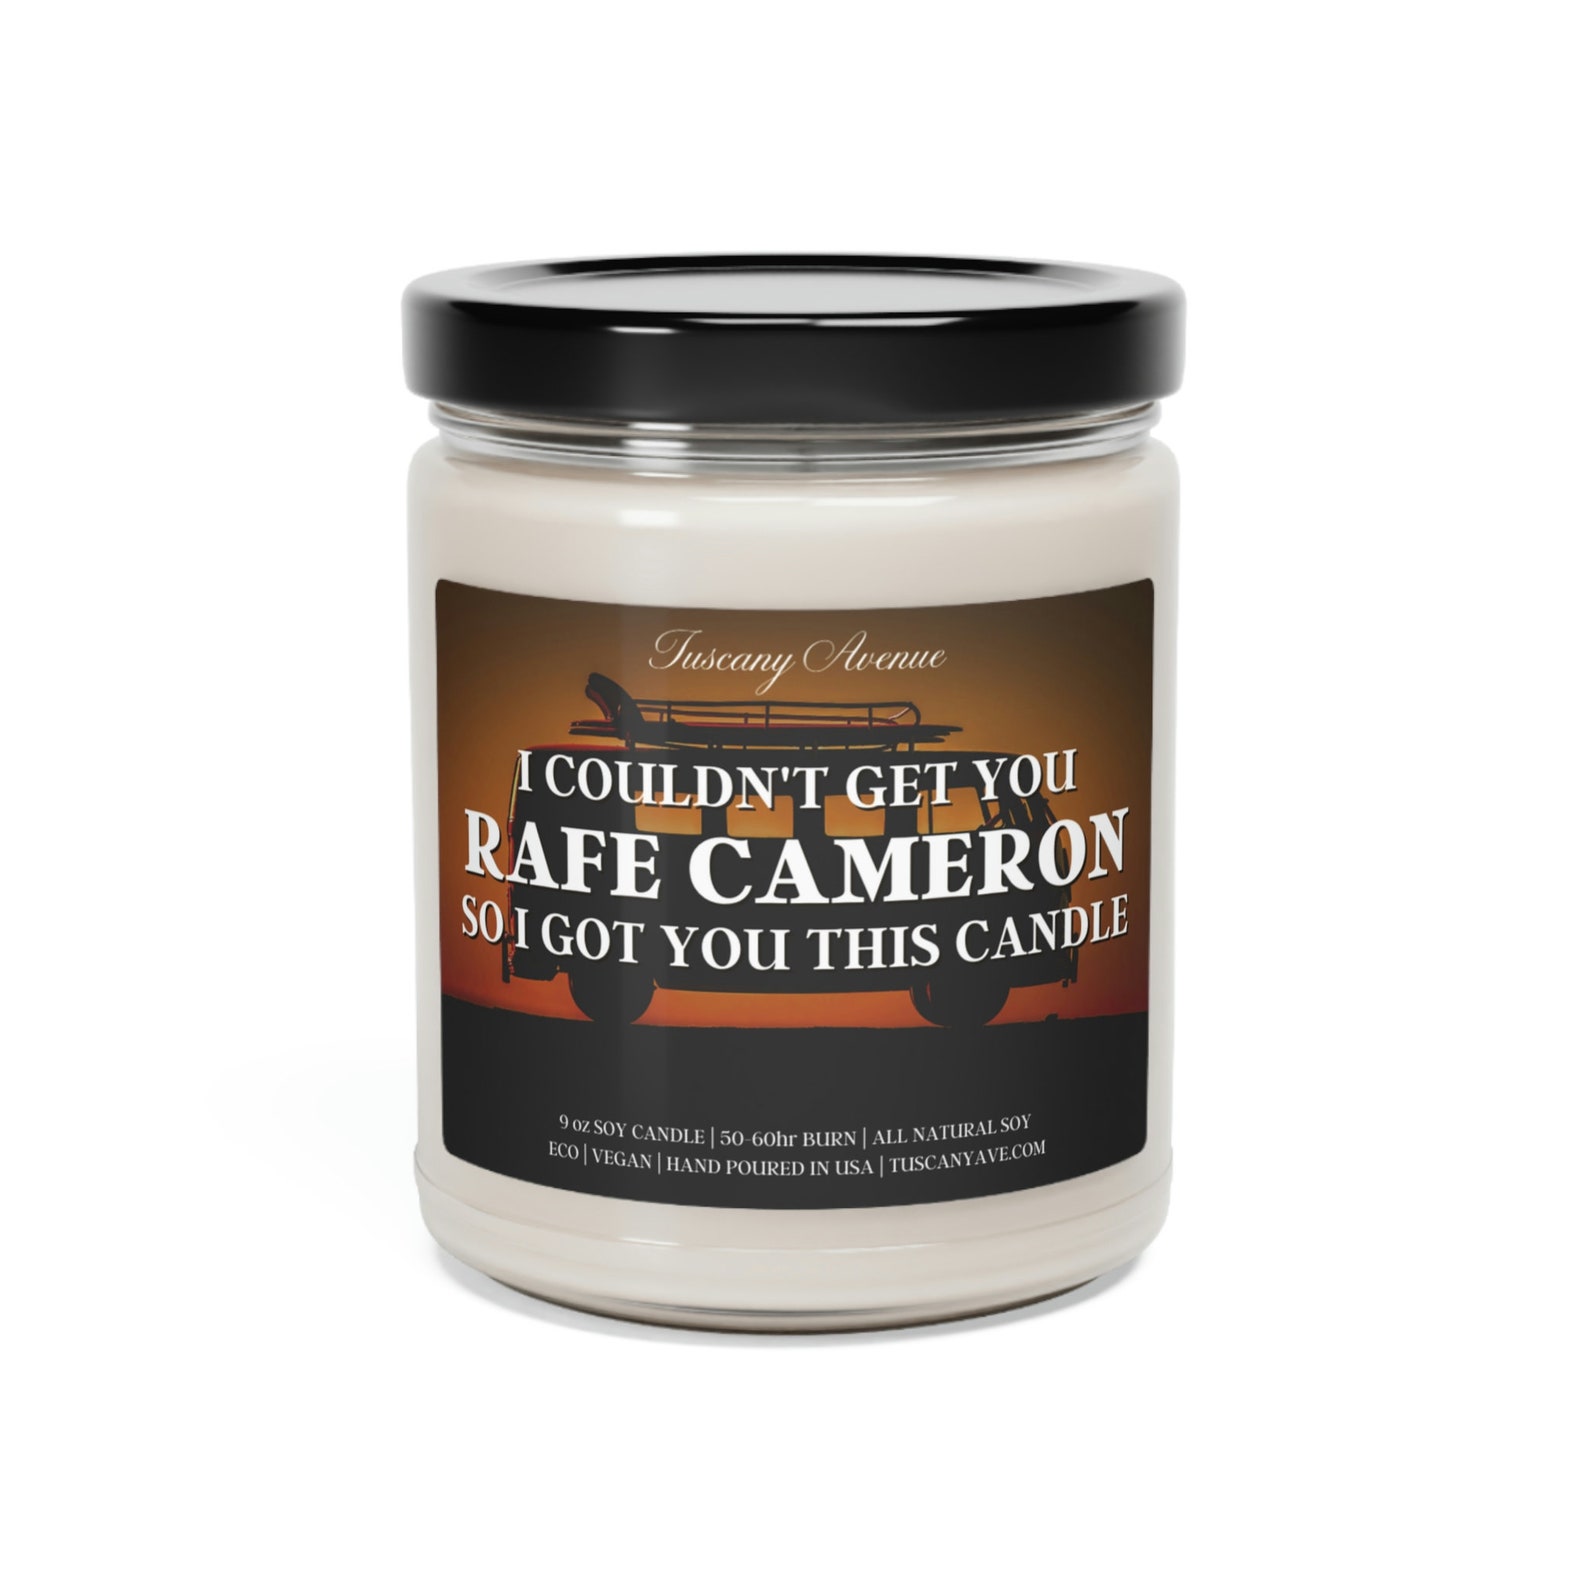 Tuscany Avenue
I COULDN'T GET YOU
RAFE CAMERON
SO I GOT YOU THIS CANDLE
9 oz SOY CANDLE | 50-60hr BURN | ALL NATURAL SOY
ECO | VEGAN | HAND POURED IN USA | TUSCANYAVE.COM